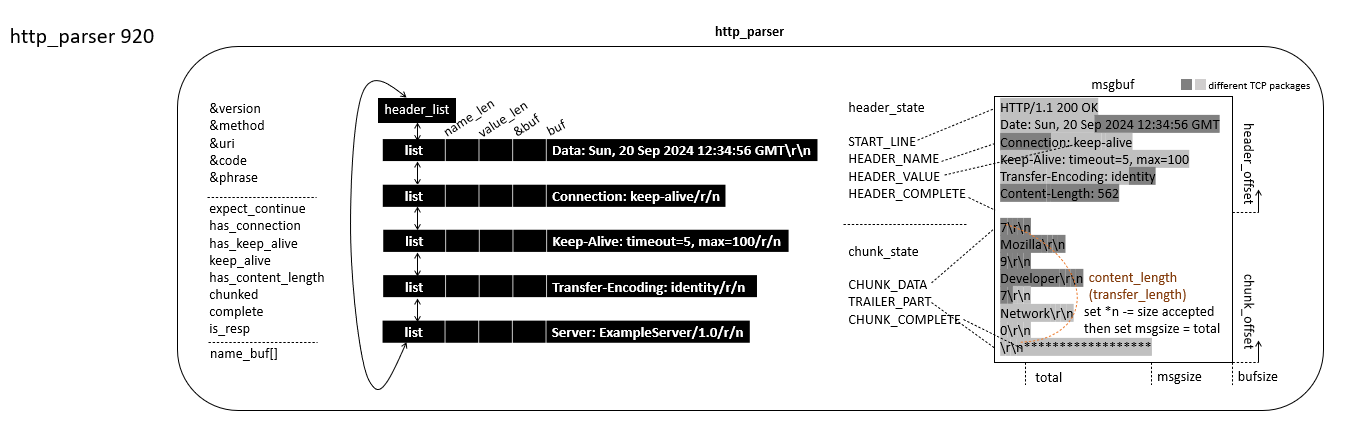 http_parser 920
http_parser
&version
&method
&uri
&code
&phrase
expect_continue
has_connection
has_keep_alive
keep_alive
has_content_length
chunked
complete
is_resp
name_buf[]
header_list
name_len
value_len
&buf
buf
list
Data: Sun, 20 Sep 2024 12:34:56 GMT\r\n
list
Connection: keep-alive/r/n
list
Keep-Alive: timeout=5, max=100/r/n
list
Transfer-Encoding: identity/r/n
list
Server: ExampleServer/1.0/r/n
header_state
START_LINE
HEADER_NAME
HEADER_VALUE
HEADER_COMPLETE
chunk_state
CHUNK_DATA
TRAILER_PART
CHUNK_COMPLETE
msgbuf
different TCP packages
HTTP/1.1 200 OK
Date: Sun, 20 Sep 2024 12:34:56 GMT
Connection: keep-alive
Keep-Alive: timeout=5, max=100
Transfer-Encoding: identity
Content-Length: 562
7\r\n
Mozilla\r\n
9\r\n
Developer\r\n
7\r\n
Network\r\n
0\r\n
\r\n******************
content_length
(transfer_length)
set *n -= size accepted
then set msgsize = total
header_offset
chunk_offset
total
msgsize
bufsize